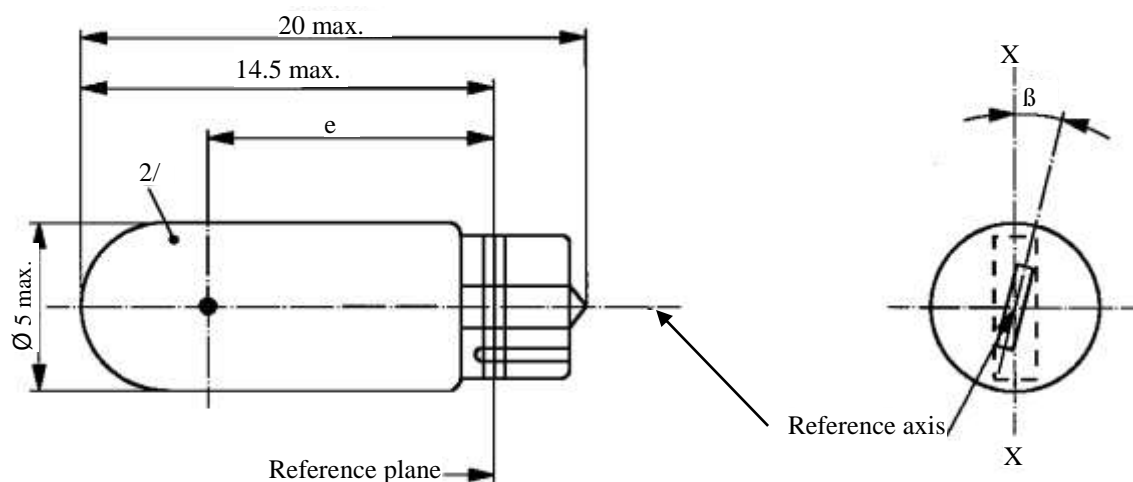 20 max.
14.5 max.
e
2/
Ø 5 max.
Reference plane
X
ß
Reference axis
X